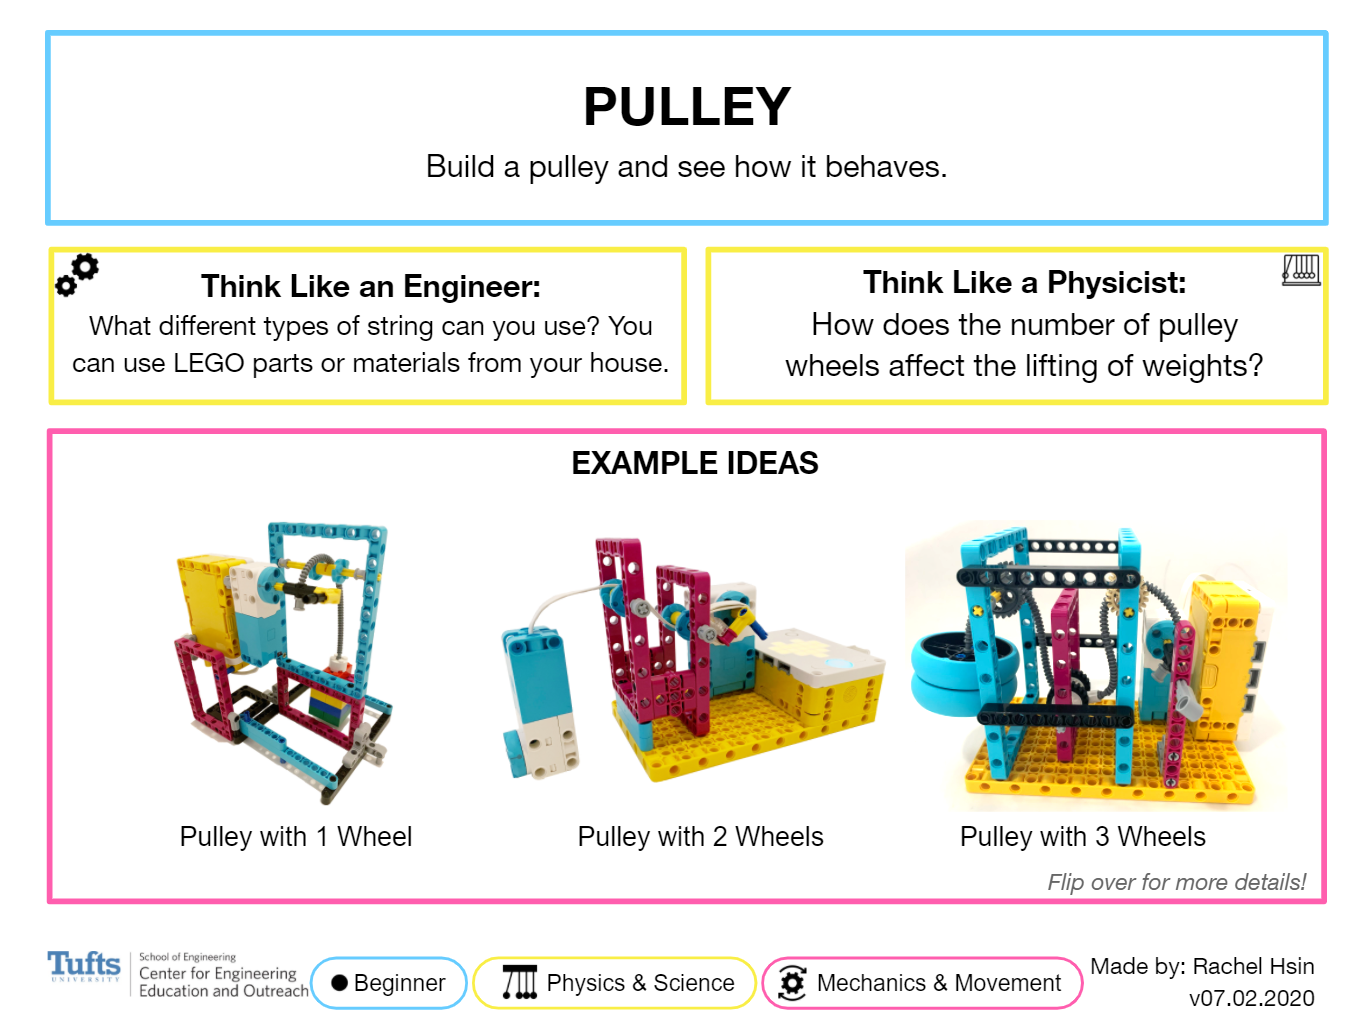 PULLEY
Build a pulley and see how it behaves.
Think Like an Engineer:
What different types of string can you use? You
can use LEGO parts or materials from your house.
Think Like a Physicist:
How does the number of pulley
wheels affect the lifting of weights?
EXAMPLE IDEAS
Pulley with 1 Wheel
Pulley with 2 Wheels
Pulley with 3 Wheels
Flip over for more details!
Tufts
UNIVERSITY
School of Engineering
Center for Engineering
Education and Outreach
Beginner
Physics & Science
Mechanics & Movement
Made by: Rachel Hsin
v07.02.2020